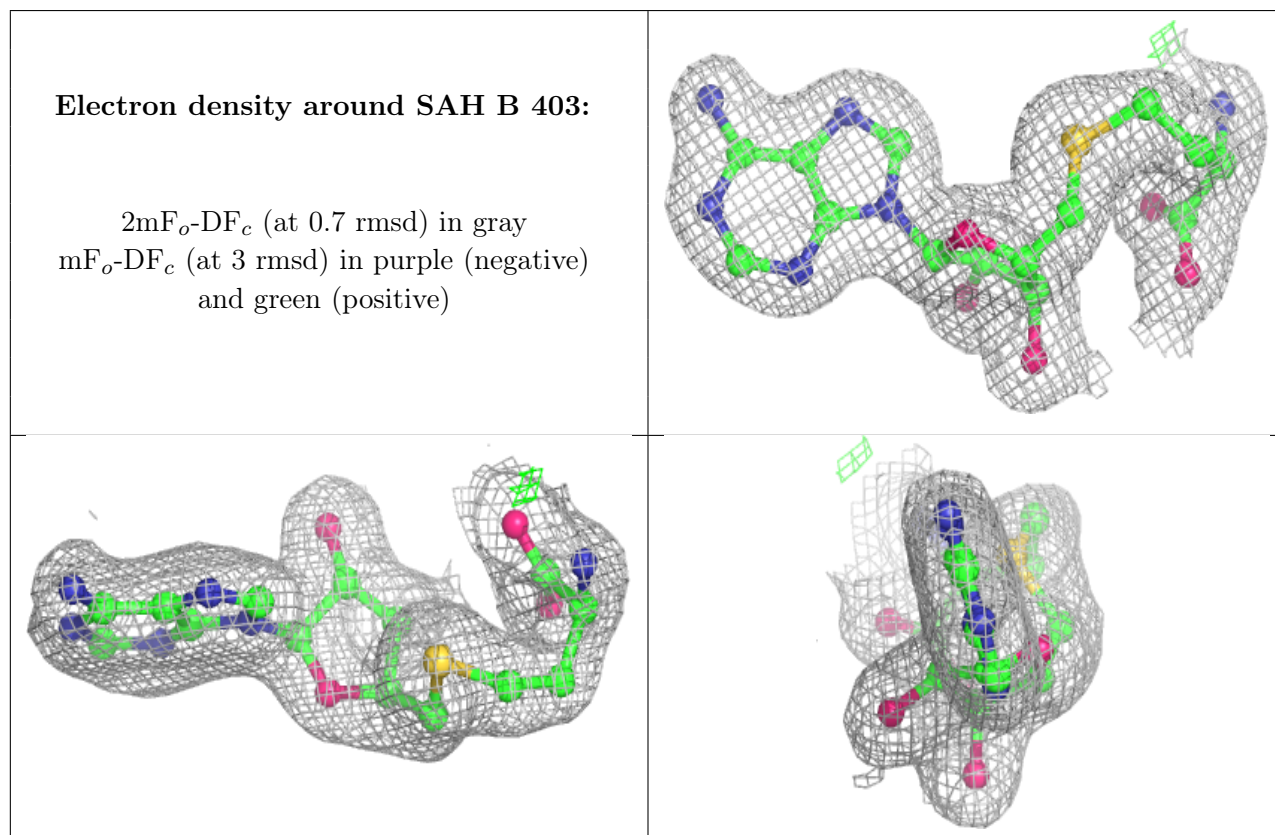 Electron density around SAH B 403:
2mFo-DFc (at 0.7 rmsd) in gray
mFo-DFc (at 3 rmsd) in purple (negative)
and green (positive)